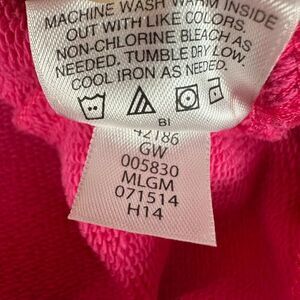 MACHINE WASH WARM INSIDE
OUT WITH LIKE COLORS.
NON-CHLORINE BLEACH AS
NEEDED. TUMBLE DRY LOW.
COOL IRON AS NEEDED.
BI
42186
GW
005830
MLGM
071514
H14